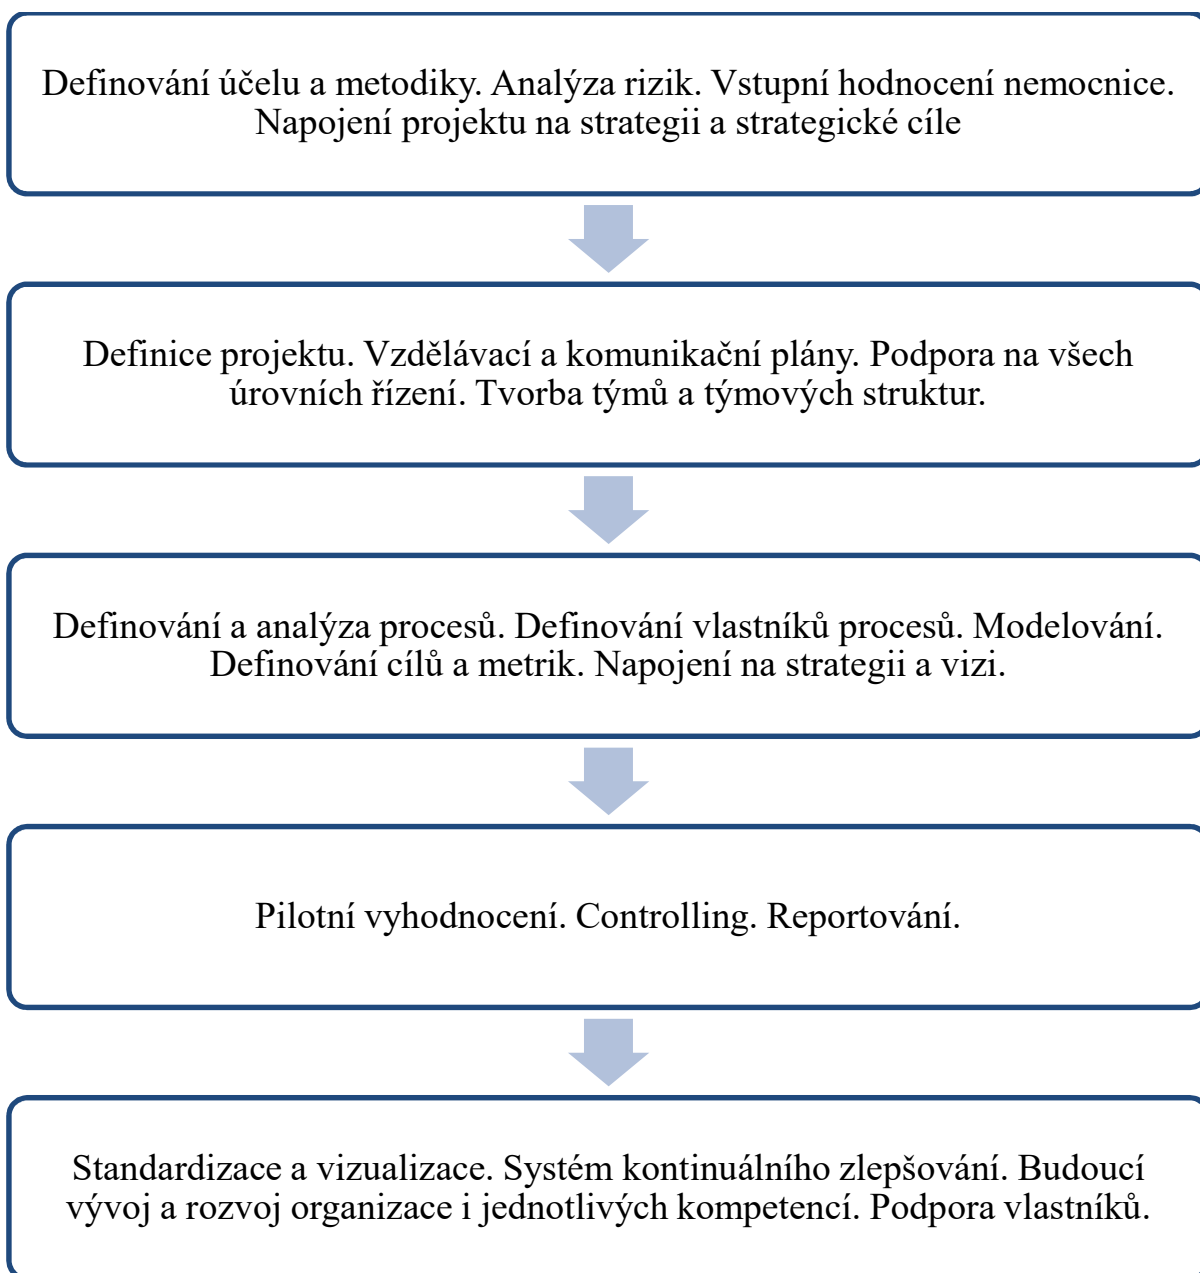 Definování účelu a metodiky. Analýza rizik. Vstupní hodnocení nemocnice.
Napojení projektu na strategii a strategické cíle
Definice projektu. Vzdělávací a komunikační plány. Podpora na všech
úrovních řízení. Tvorba týmů a týmových struktur.
Definování a analýza procesů. Definování vlastníků procesů. Modelování.
Definování cílů a metrik. Napojení na strategii a vizi.
Pilotní vyhodnocení. Controlling. Reportování.
Standardizace a vizualizace. Systém kontinuálního zlepšování. Budoucí
vývoj a rozvoj organizace i jednotlivých kompetencí. Podpora vlastníků.